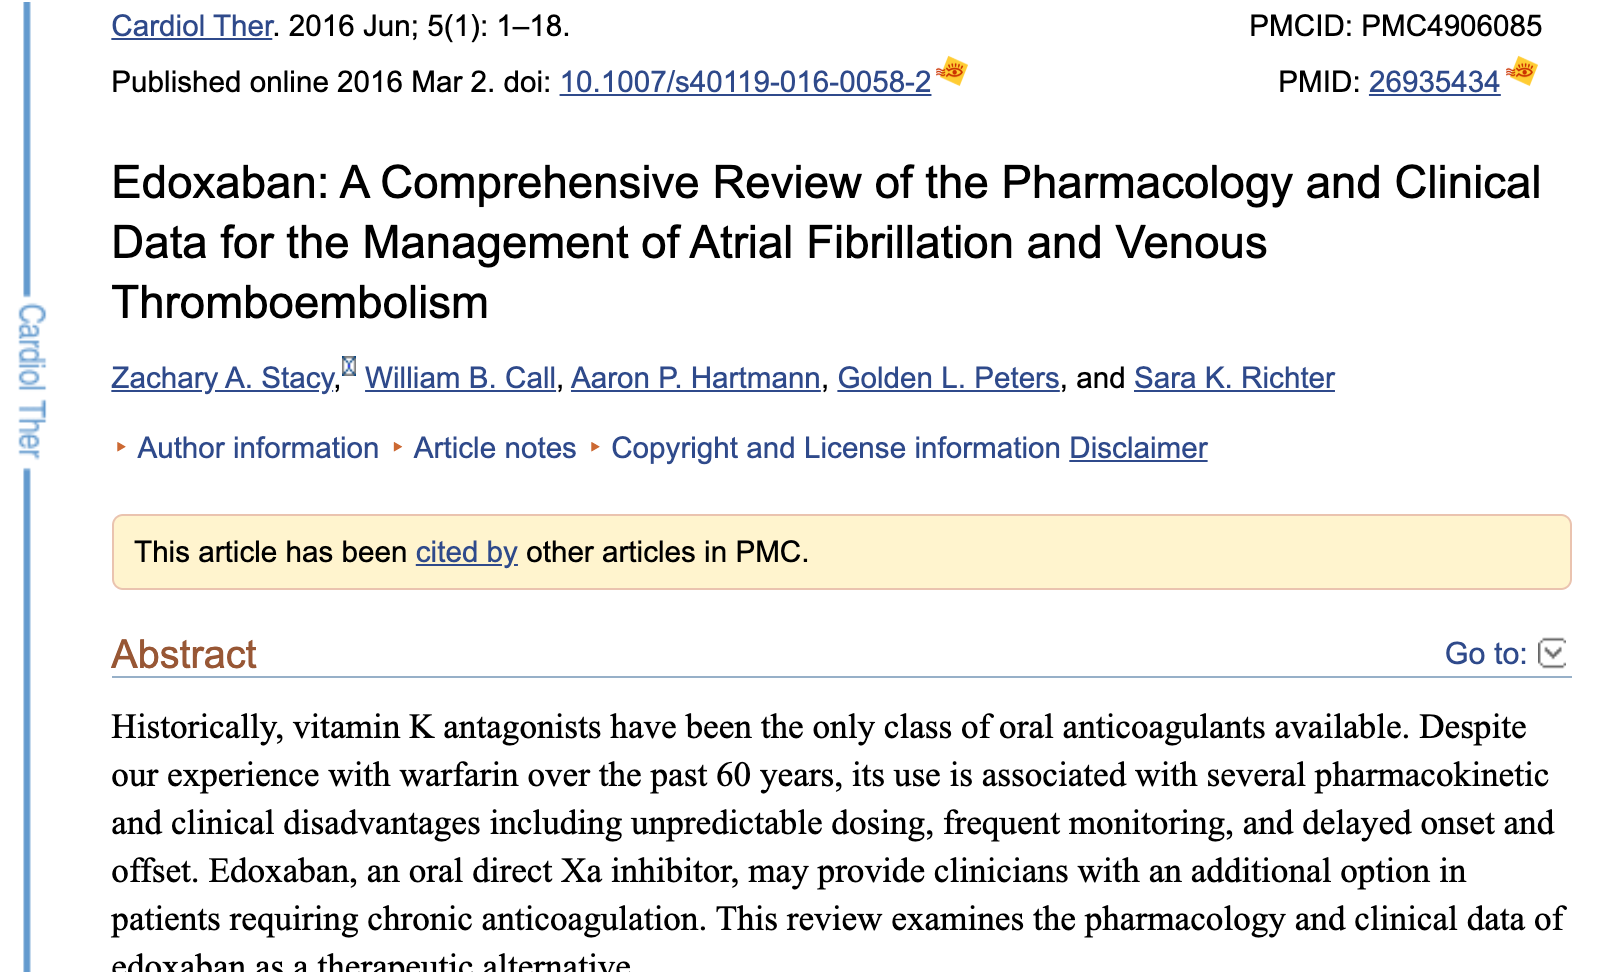 Cardiol Ther. 2016 Jun; 5(1): 1–18.
PMCID: PMC4906085
Published online 2016 Mar 2. doi: 10.1007/s40119-016-0058-2
PMID: 26935434
Edoxaban: A Comprehensive Review of the Pharmacology and Clinical
Data for the Management of Atrial Fibrillation and Venous
Thromboembolism
Zachary A. Stacy, William B. Call, Aaron P. Hartmann, Golden L. Peters, and Sara K. Richter
Author information Article notes Copyright and License information Disclaimer
This article has been cited by other articles in PMC.
Abstract
Go to:
Historically, vitamin K antagonists have been the only class of oral anticoagulants available. Despite
our experience with warfarin over the past 60 years, its use is associated with several pharmacokinetic
and clinical disadvantages including unpredictable dosing, frequent monitoring, and delayed onset and
offset. Edoxaban, an oral direct Xa inhibitor, may provide clinicians with an additional option in
patients requiring chronic anticoagulation. This review examines the pharmacology and clinical data of
edoxaban as a therapeutic alternative.
Cardiol Ther